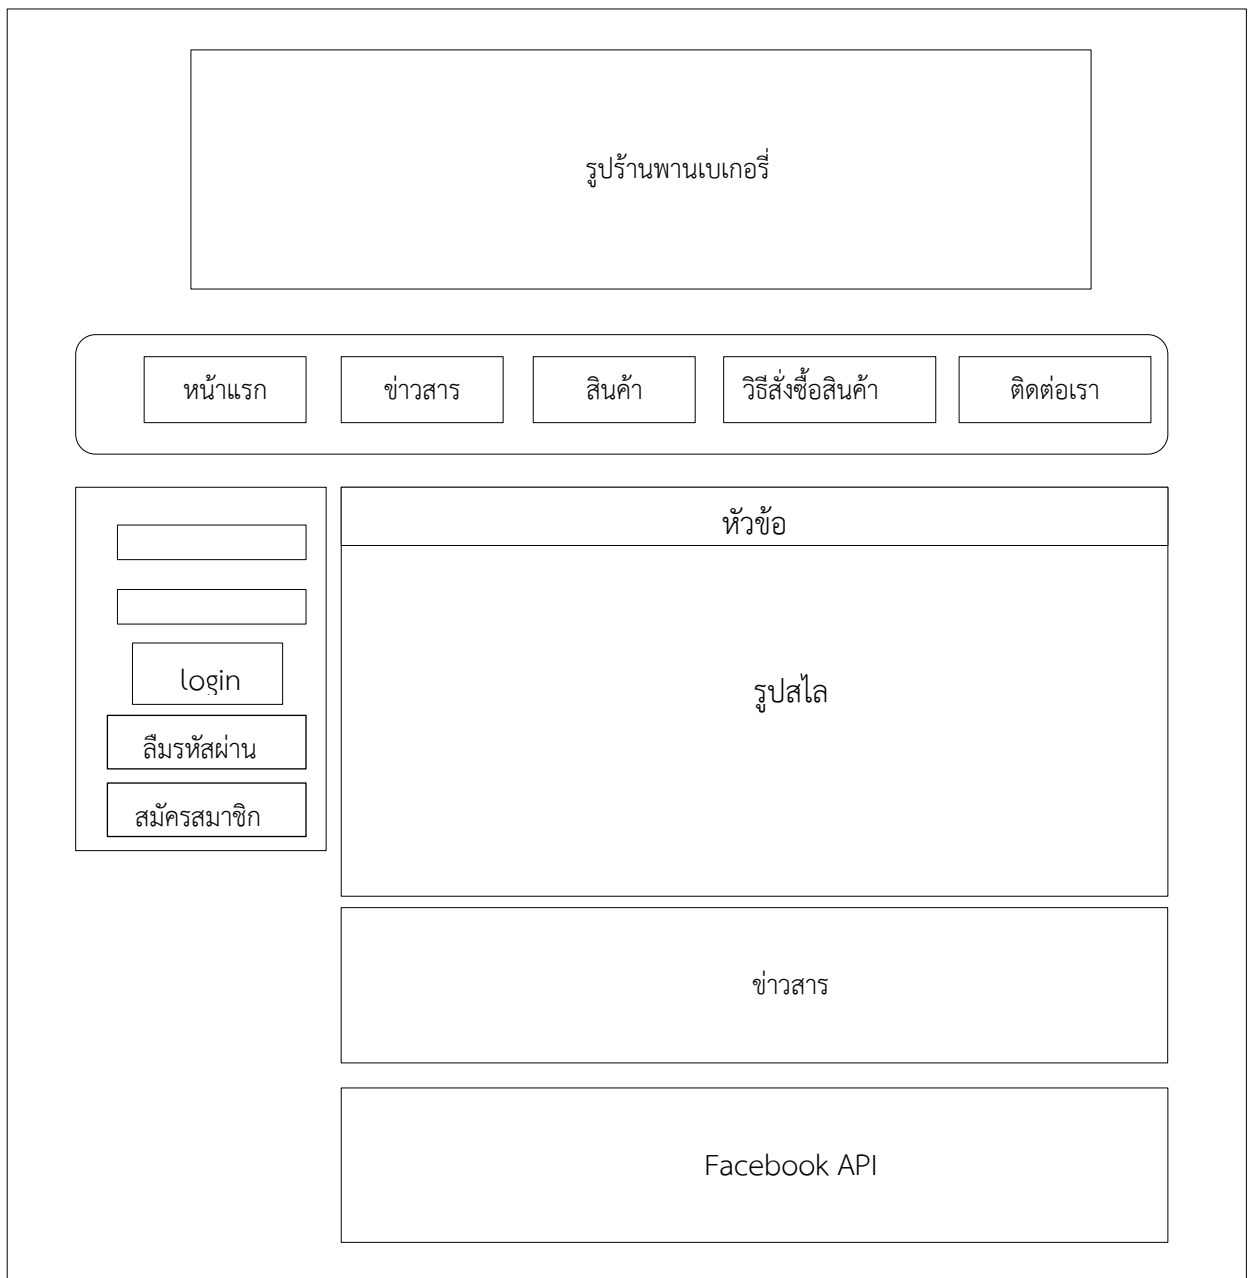 รูปร้านพานเบเกอรี่
หน้าแรก
ข่าวสาร
สินค้า
วิธีสั่งซื้อสินค้า
ติดต่อเรา
login
ลืมรหัสผ่าน
สมัครสมาชิก
หัวข้อ
รูปสไล
ข่าวสาร
Facebook API